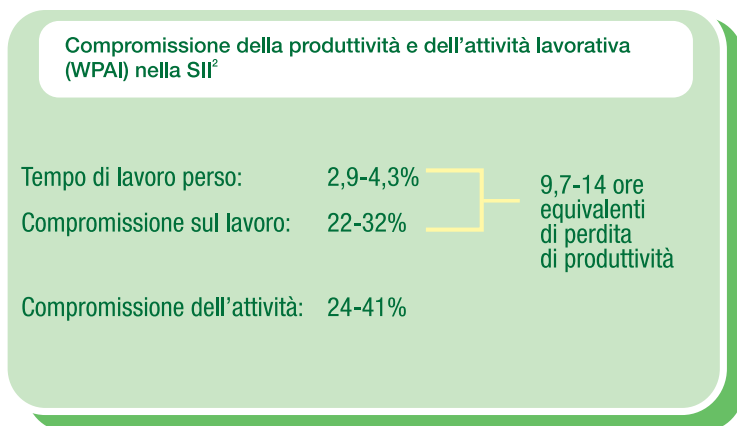 Compromissione della produttività e dell'attività lavorativa
(WPAI) nella SII²
Tempo di lavoro perso: 2,9-4,3%
Compromissione sul lavoro: 22-32%
9,7-14 ore
equivalenti
di perdita
di produttività
Compromissione dell'attività: 24-41%